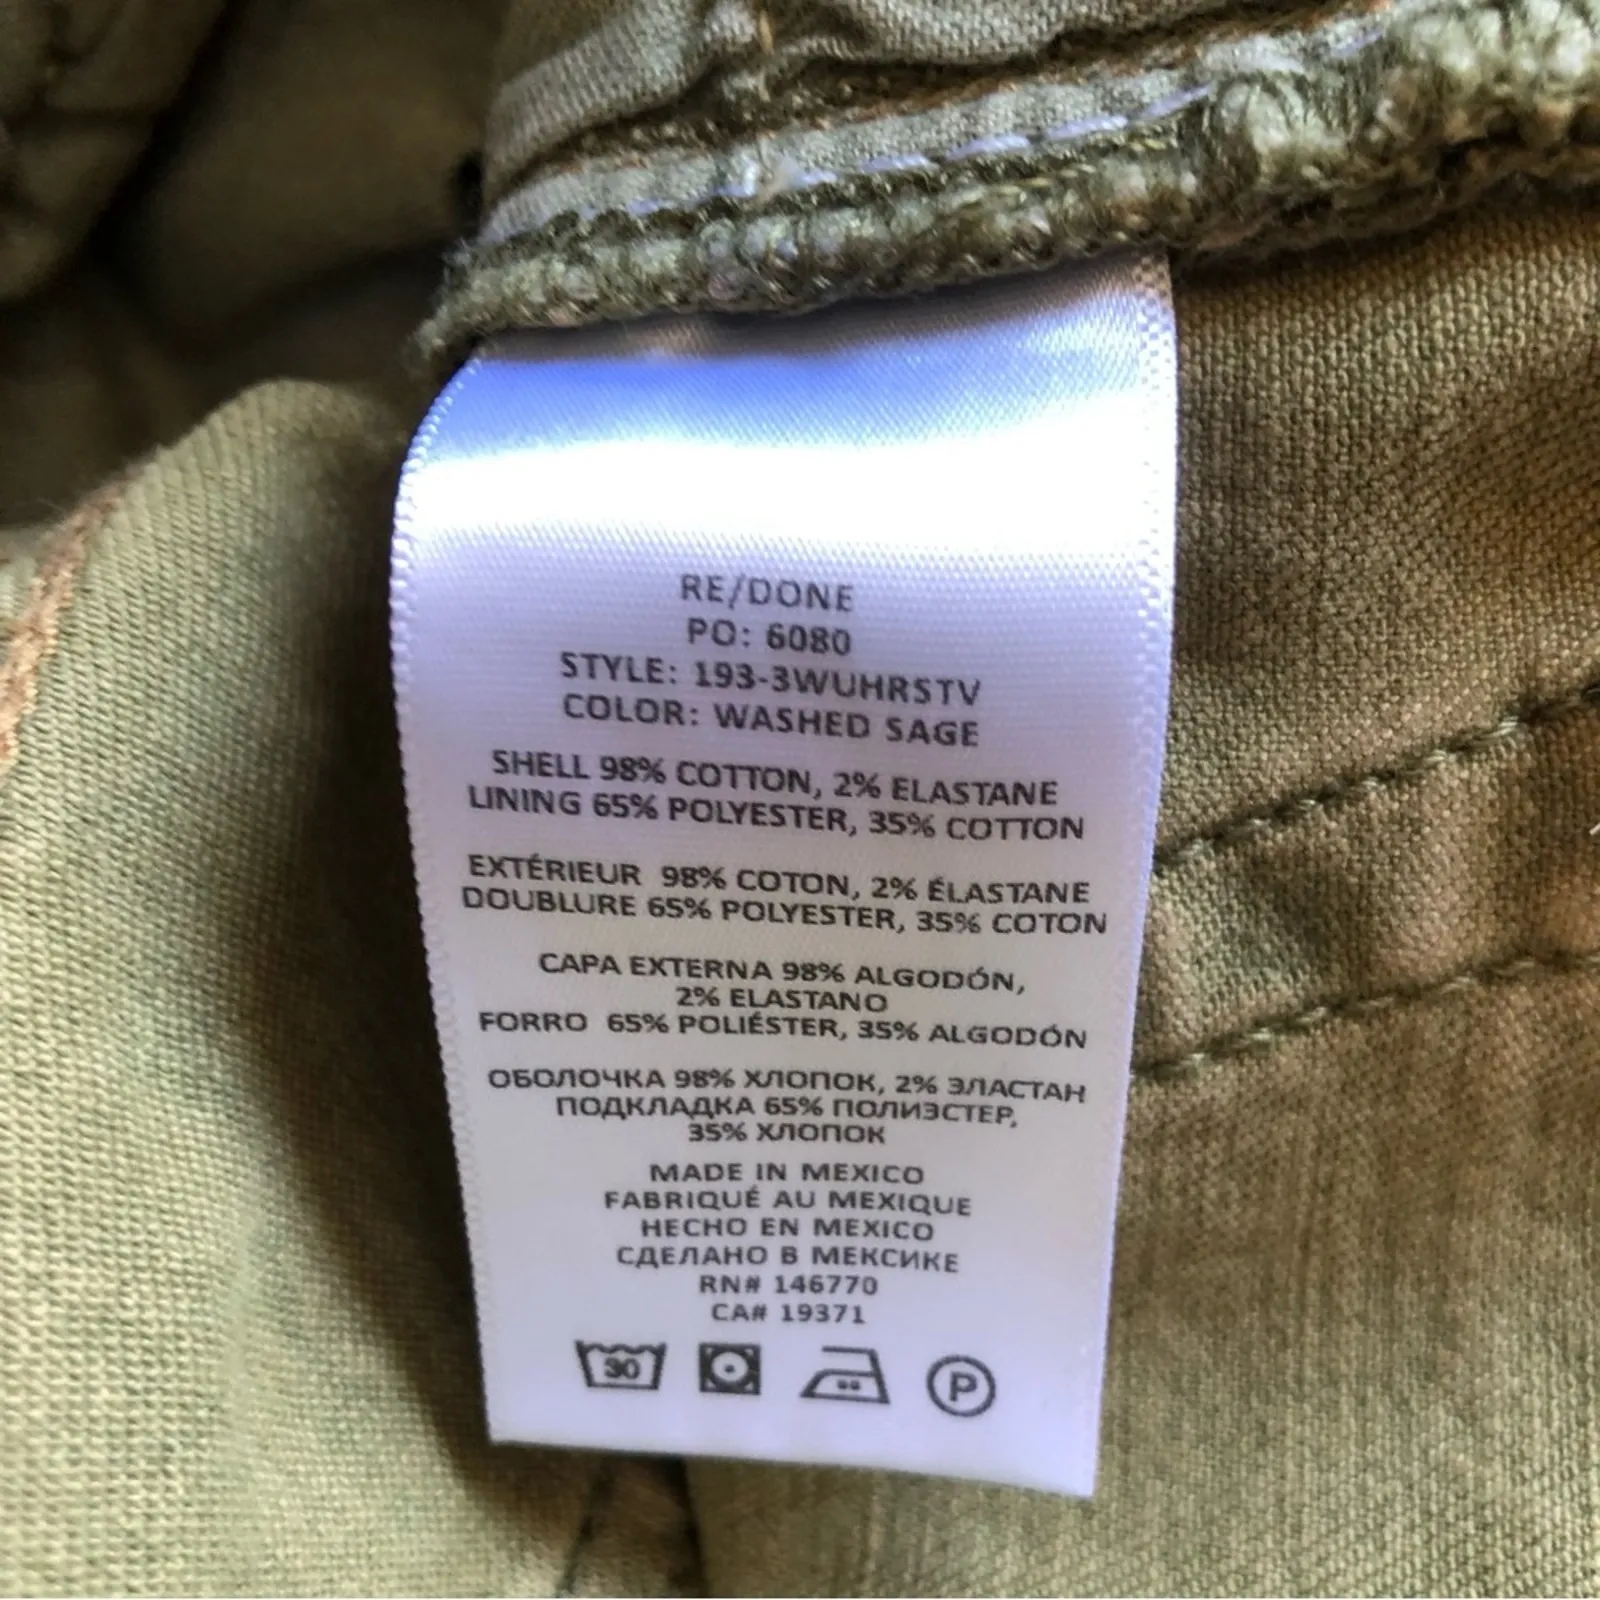 RE/DONE
PO: 6080
STYLE: 193-3WUHRSTV
COLOR: WASHED SAGE
SHELL 98% COTTON, 2% ELASTANE
LINING 65% POLYESTER, 35% COTTON
EXTÉRIEUR 98% COTON, 2% ÉLASTANE
DOUBLURE 65% POLYESTER, 35% COTON
CAPA EXTERNA 98% ALGODÓN,
2% ELASTANO
FORRO 65% POLIÉSTER, 35% ALGODÓN
ОБОЛОЧКА 98% ХЛОПОК, 2% ЭЛАСТАН
ПОДКЛАДКА 65% ПОЛИЭСТЕР,
35% ХЛОПОК
MADE IN MEXICO
FABRIQUÉ AU MEXIQUE
HECHO EN MEXICO
СДЕЛАНО В МЕКСИКЕ
RN# 146770
CA# 19371
30 P